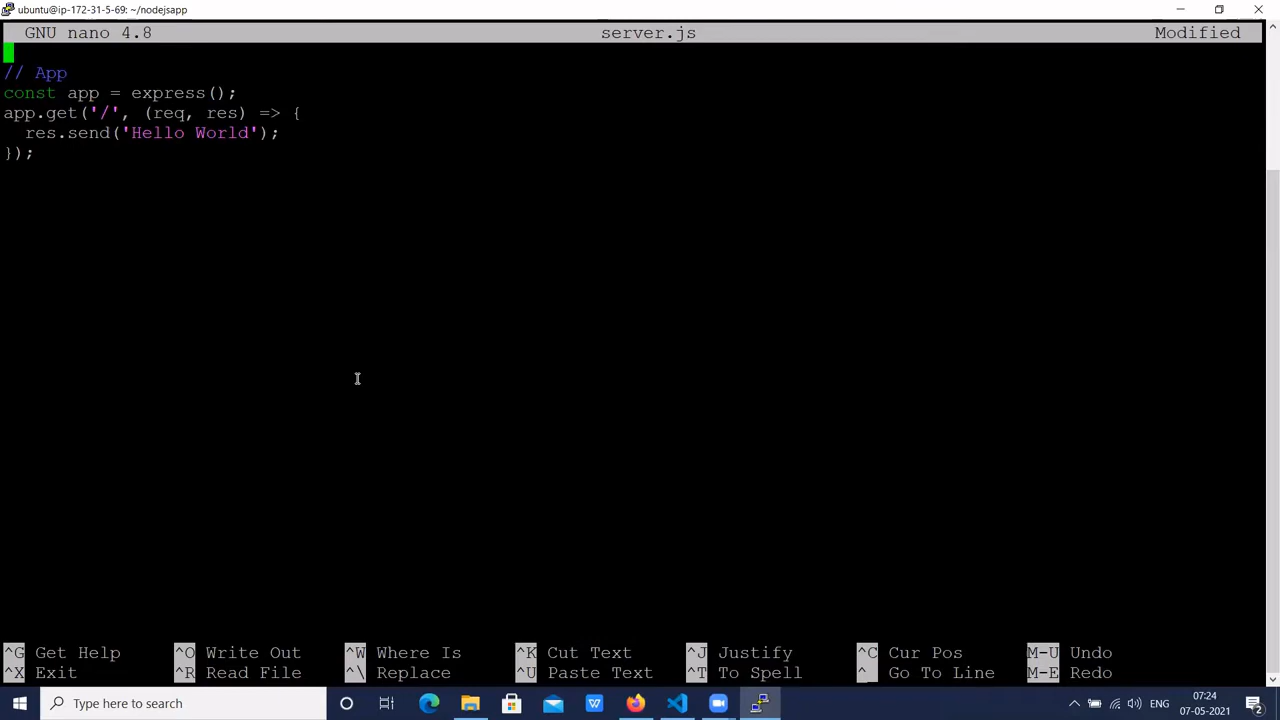 ubuntu@ip-172-31-5-69: ~/nodejsapp
GNU nano 4.8 server.js Modified
// App
const app = express();
app.get('/', (req, res) => {
  res.send('Hello World');
});
^G Get Help ^O Write Out ^W Where Is ^K Cut Text ^J Justify ^C Cur Pos M-U Undo
^X Exit ^R Read File ^\ Replace ^U Paste Text ^T To Spell ^_ Go To Line M-E Redo
Type here to search
ENG
07:24
07-05-2021
2